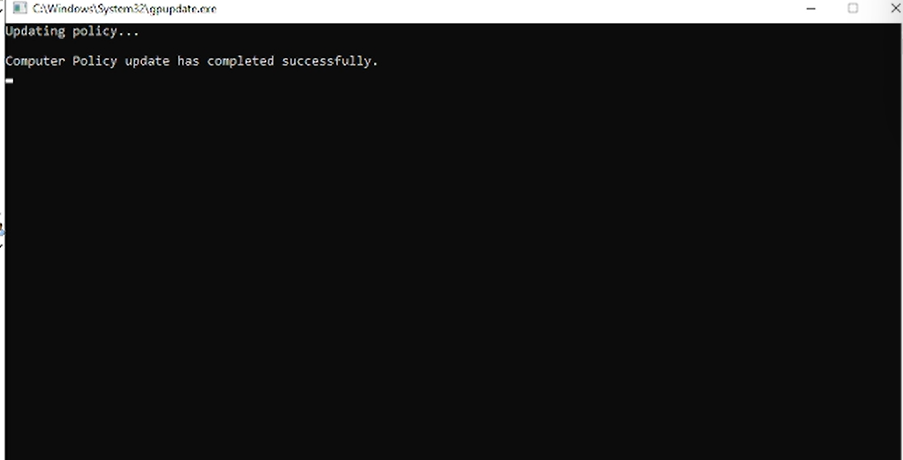 C:\Windows\System32\gpupdate.exe
Updating policy...
Computer Policy update has completed successfully.